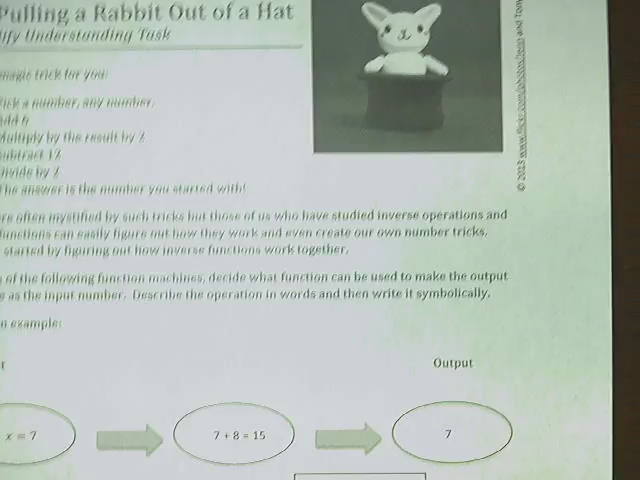 Pulling a Rabbit Out of a Hat
ify Understanding Task
magic trick for you:
Pick a number, any number.
Add 6
Multiply by the result by 2
Subtract 12
Divide by 2
The answer is the number you started with!
re often mystified by such tricks but those of us who have studied inverse operations and
functions can easily figure out how they work and even create our own number tricks.
started by figuring out how inverse functions work together.
of the following function machines, decide what function can be used to make the output
as the input number. Describe the operation in words and then write it symbolically.
n example:
Output
x = 7
7 + 8 = 15
7
© 2013 www.flickr.com/photos/ and Tom